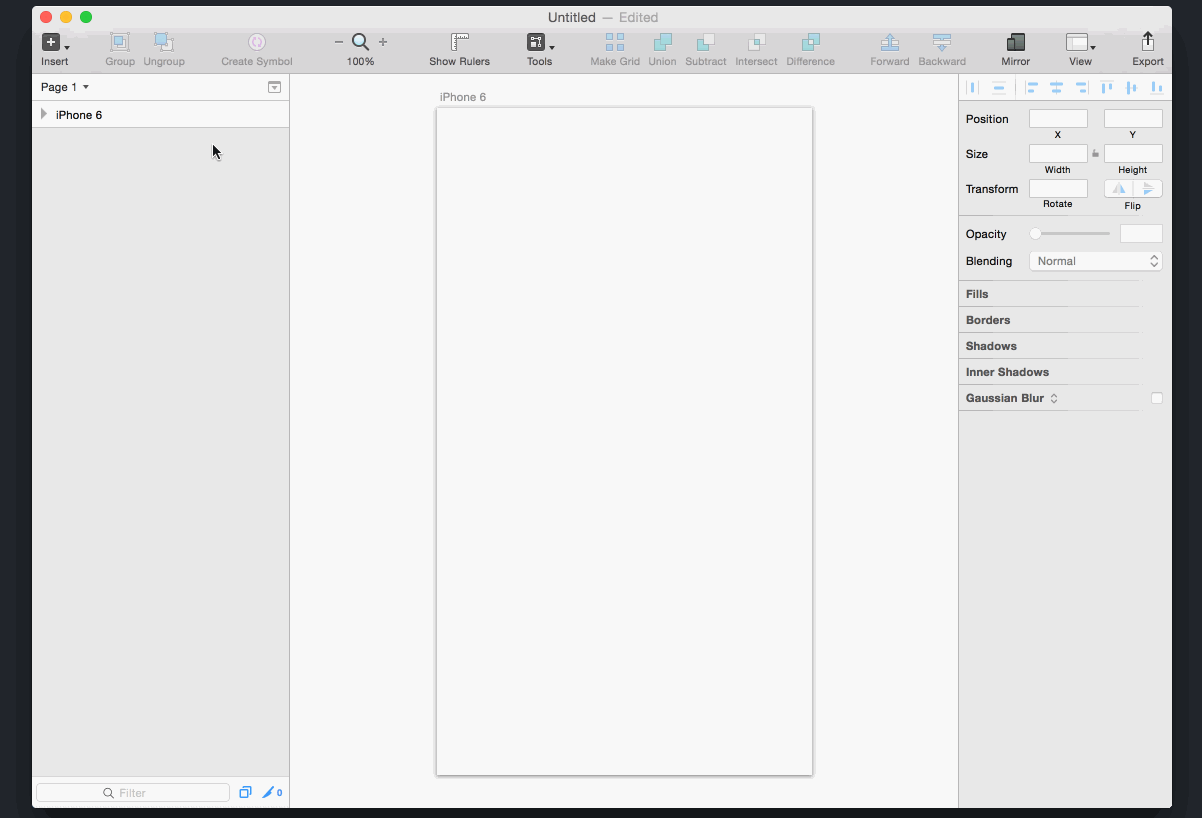 Untitled — Edited
Insert
Group
Ungroup
Create Symbol
100%
Show Rulers
Tools
Make Grid
Union
Subtract
Intersect
Difference
Forward
Backward
Mirror
View
Export
Page 1
iPhone 6
iPhone 6
Position
X
Y
Size
Width
Height
Transform
Rotate
Flip
Opacity
Blending
Normal
Fills
Borders
Shadows
Inner Shadows
Gaussian Blur
Filter
0